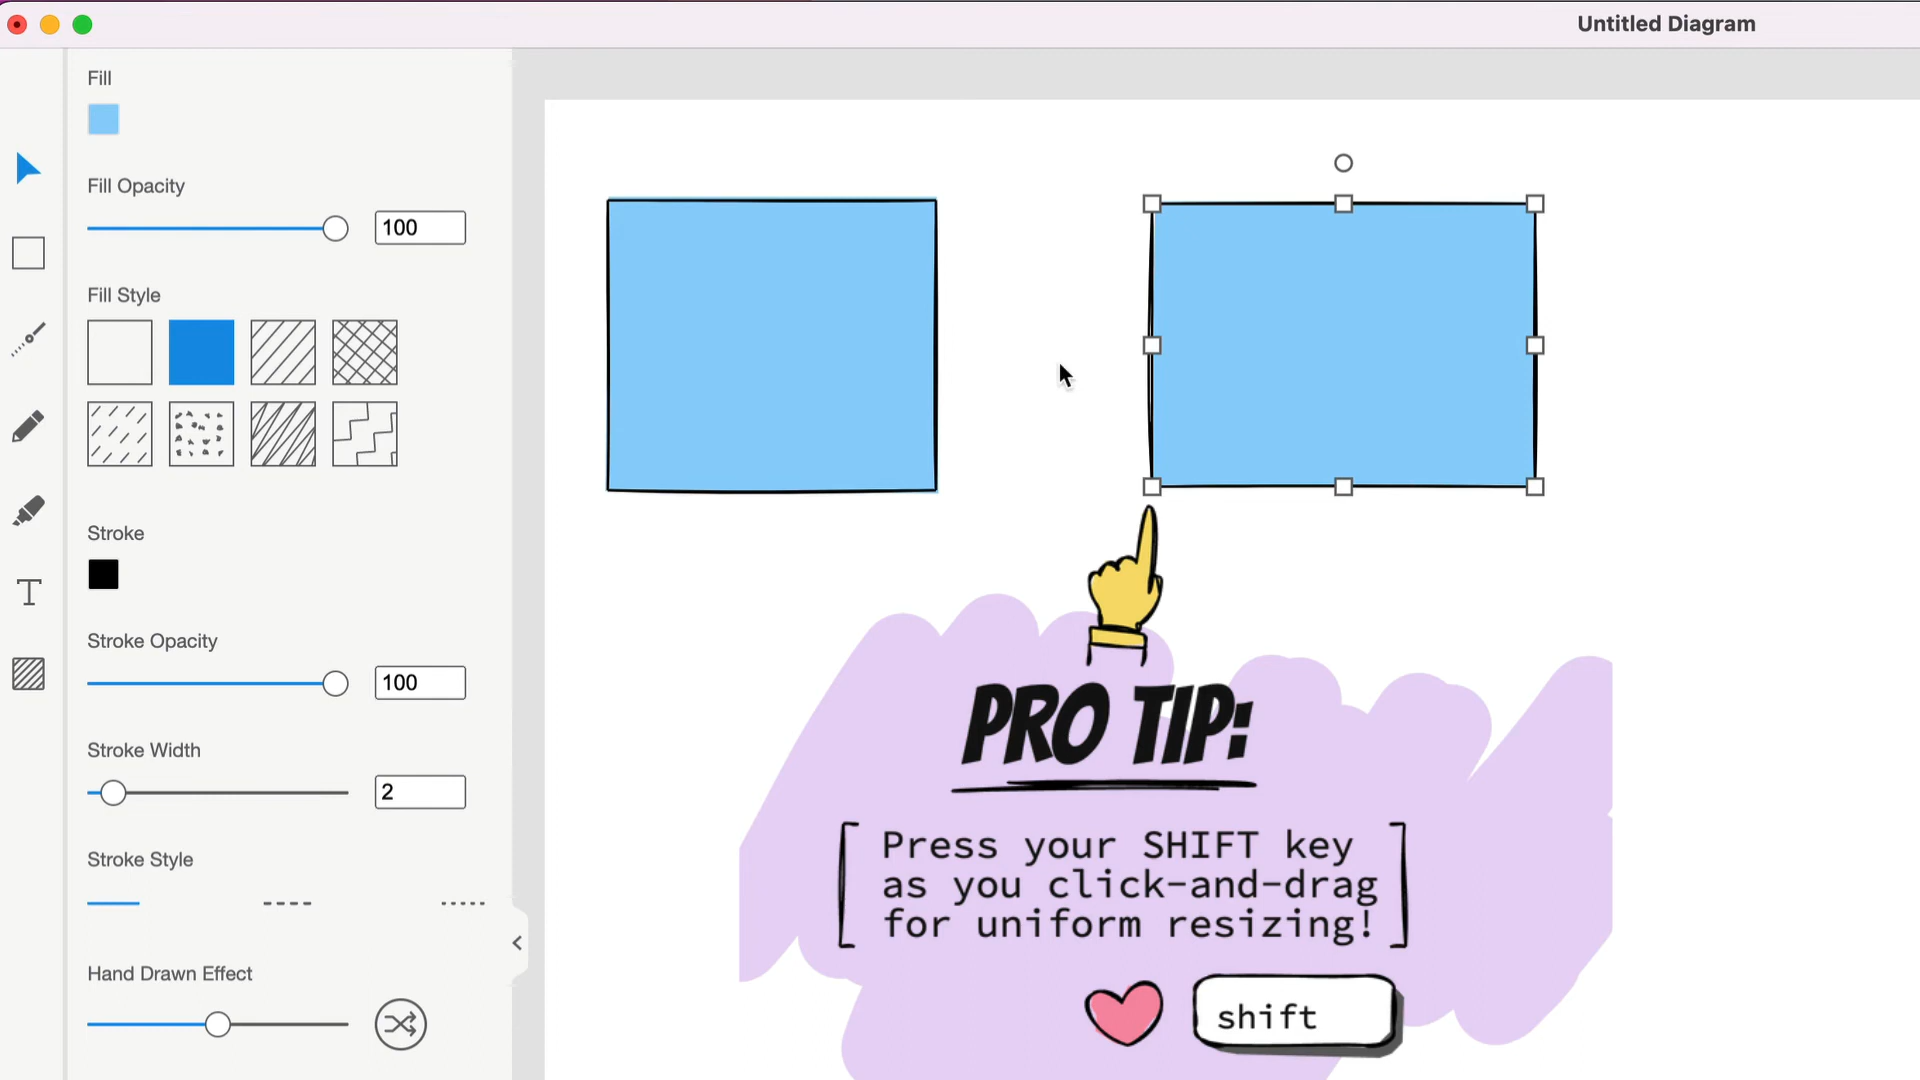 Untitled Diagram
Fill
Fill Opacity
100
Fill Style
Stroke
Stroke Opacity
100
Stroke Width
2
Stroke Style
Hand Drawn Effect
PRO TIP:
Press your SHIFT key
as you click-and-drag
for uniform resizing!
shift